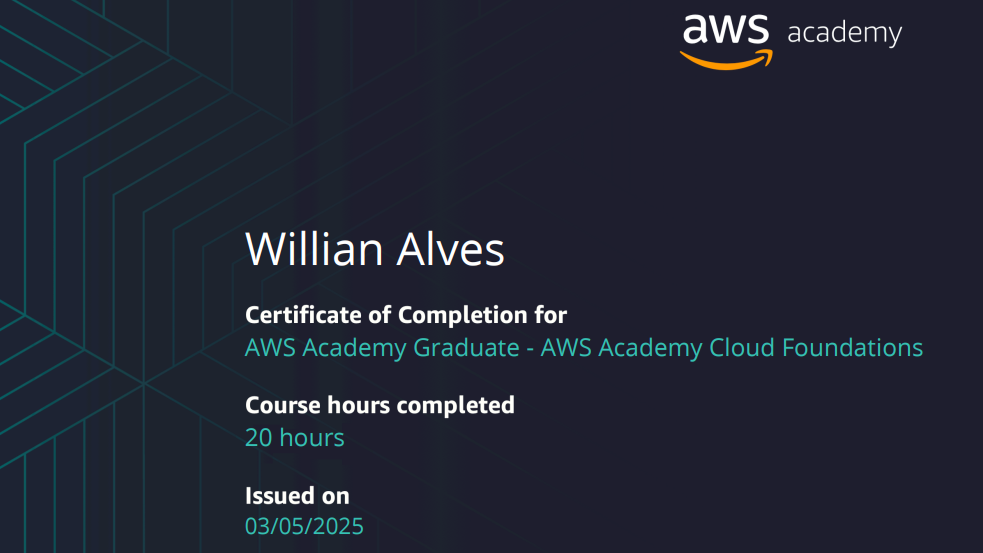 aws academy
Willian Alves
Certificate of Completion for
AWS Academy Graduate - AWS Academy Cloud Foundations
Course hours completed
20 hours
Issued on
03/05/2025